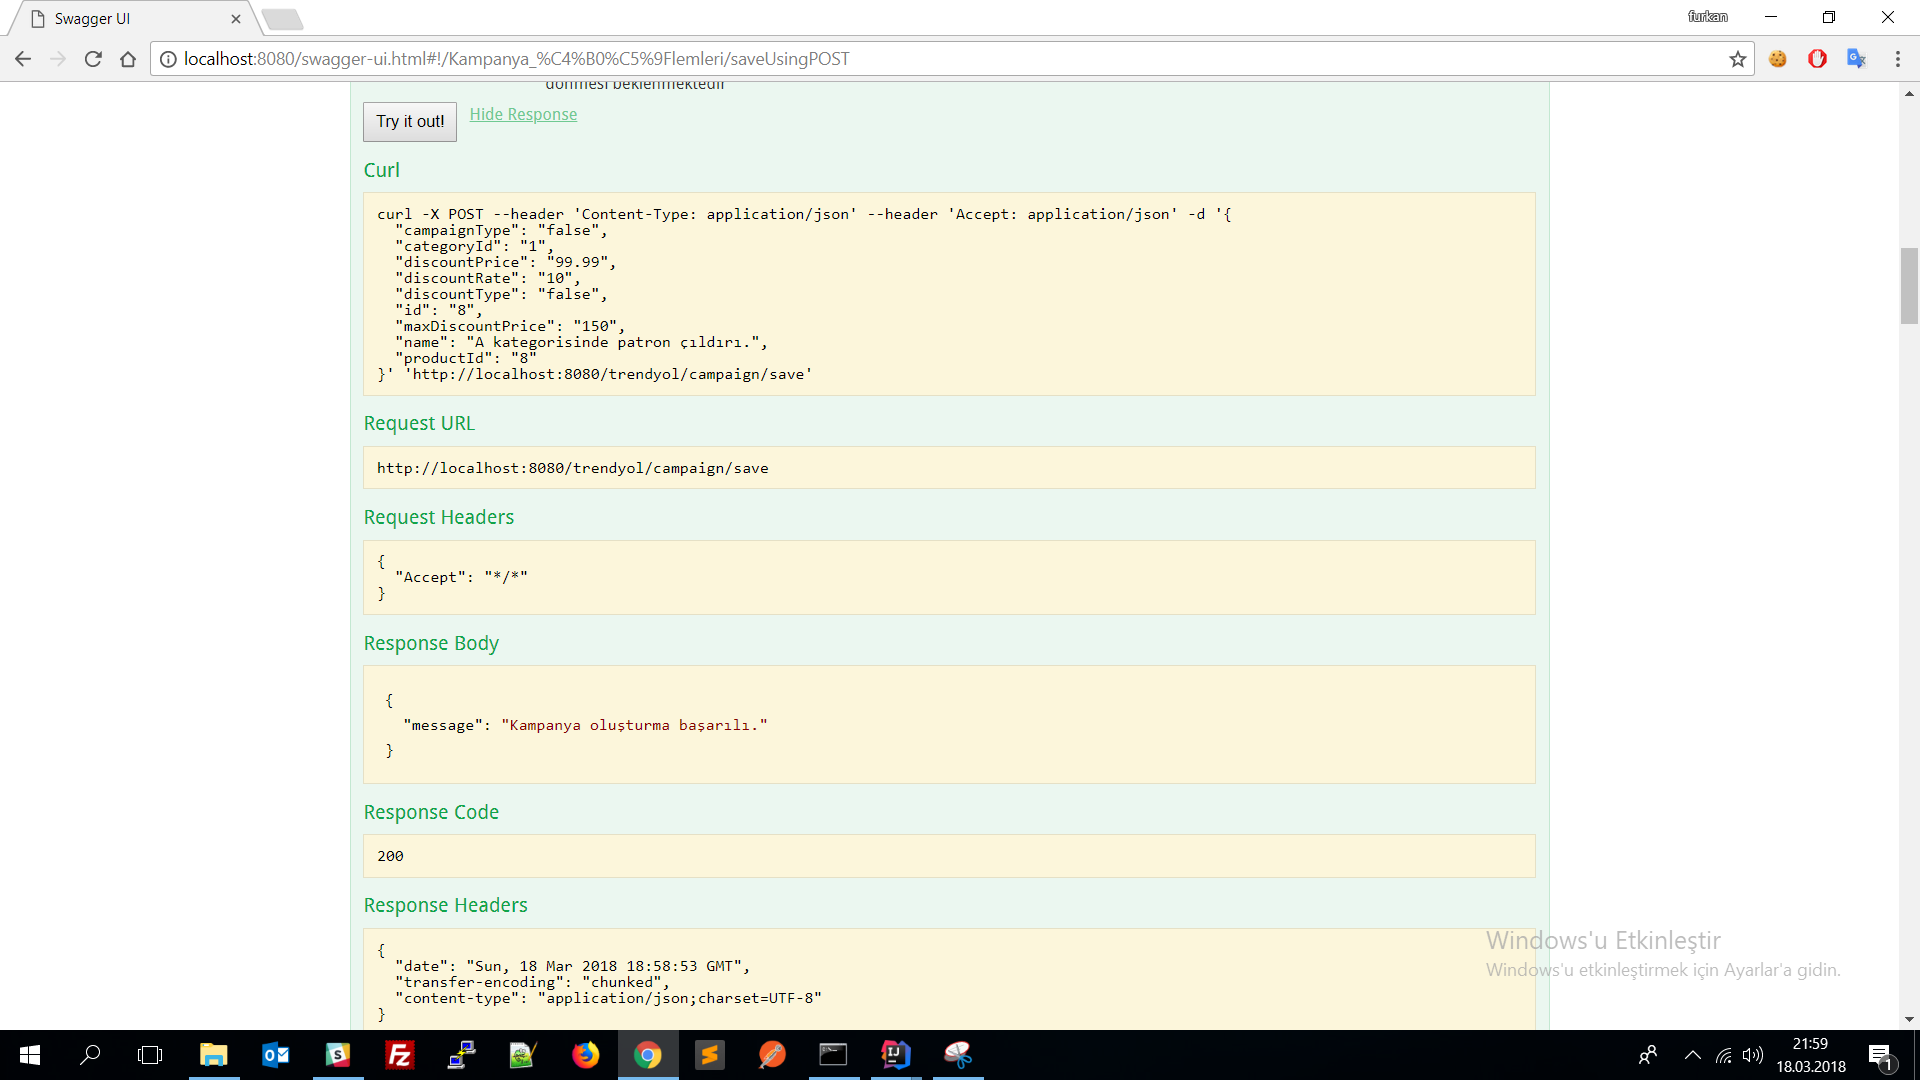 Swagger UI
furkan
localhost:8080/swagger-ui.html#!/Kampanya_%C4%B0%C5%9Flemleri/saveUsingPOST
dönmesi beklenmektedir
Try it out!
Hide Response
Curl
curl -X POST --header 'Content-Type: application/json' --header 'Accept: application/json' -d '{
"campaignType": "false",
"categoryId": "1",
"discountPrice": "99.99",
"discountRate": "10",
"discountType": "false",
"id": "8",
"maxDiscountPrice": "150",
"name": "A kategorisinde patron çıldırı.",
"productId": "8"
}' 'http://localhost:8080/trendyol/campaign/save'
Request URL
http://localhost:8080/trendyol/campaign/save
Request Headers
{
"Accept": "*/*"
}
Response Body
{
"message": "Kampanya oluşturma başarılı."
}
Response Code
200
Response Headers
{
"date": "Sun, 18 Mar 2018 18:58:53 GMT",
"transfer-encoding": "chunked",
"content-type": "application/json;charset=UTF-8"
}
Windows'u Etkinleştir
Windows'u etkinleştirmek için Ayarlar'a gidin.
21:59
18.03.2018
1